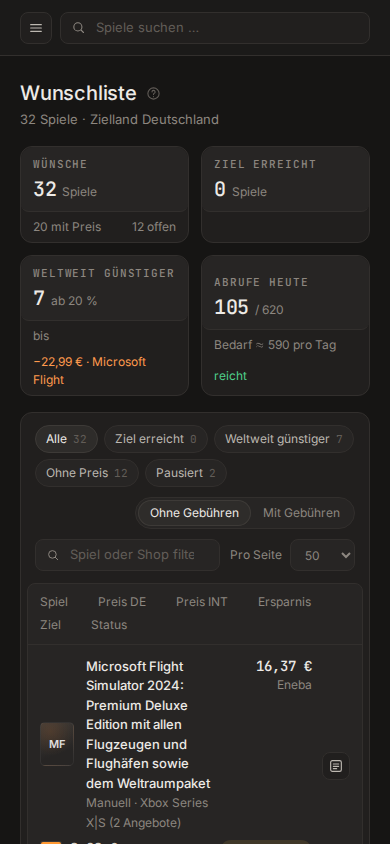 Spiele suchen ...
Wunschliste
32 Spiele · Zielland Deutschland
WÜNSCHE
32 Spiele
20 mit Preis 12 offen
ZIEL ERREICHT
0 Spiele
WELTWEIT GÜNSTIGER
7 ab 20 %
bis
−22,99 € · Microsoft
Flight
ABRUFE HEUTE
105 / 620
Bedarf ≈ 590 pro Tag
reicht
Alle 32 Ziel erreicht 0 Weltweit günstiger 7
Ohne Preis 12 Pausiert 2
Ohne Gebühren Mit Gebühren
Spiel oder Shop filte Pro Seite 50
Spiel Preis DE Preis INT Ersparnis
Ziel Status
Microsoft Flight
Simulator 2024:
Premium Deluxe
Edition mit allen
Flugzeugen und
Flughäfen sowie
dem Weltraumpaket
Manuell · Xbox Series
X|S (2 Angebote)
MF
16,37 €
Eneba